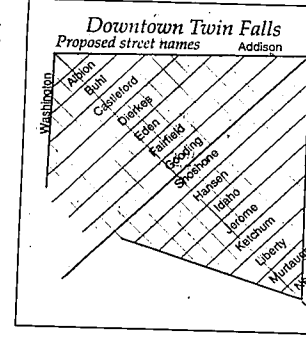 Downtown Twin Falls
Proposed street names
Addison
Washington
Albion
Buhl
Castleford
Dierkes
Eden
Fairfield
Gooding
Shoshone
Hansen
Idaho
Jerome
Ketchum
Liberty